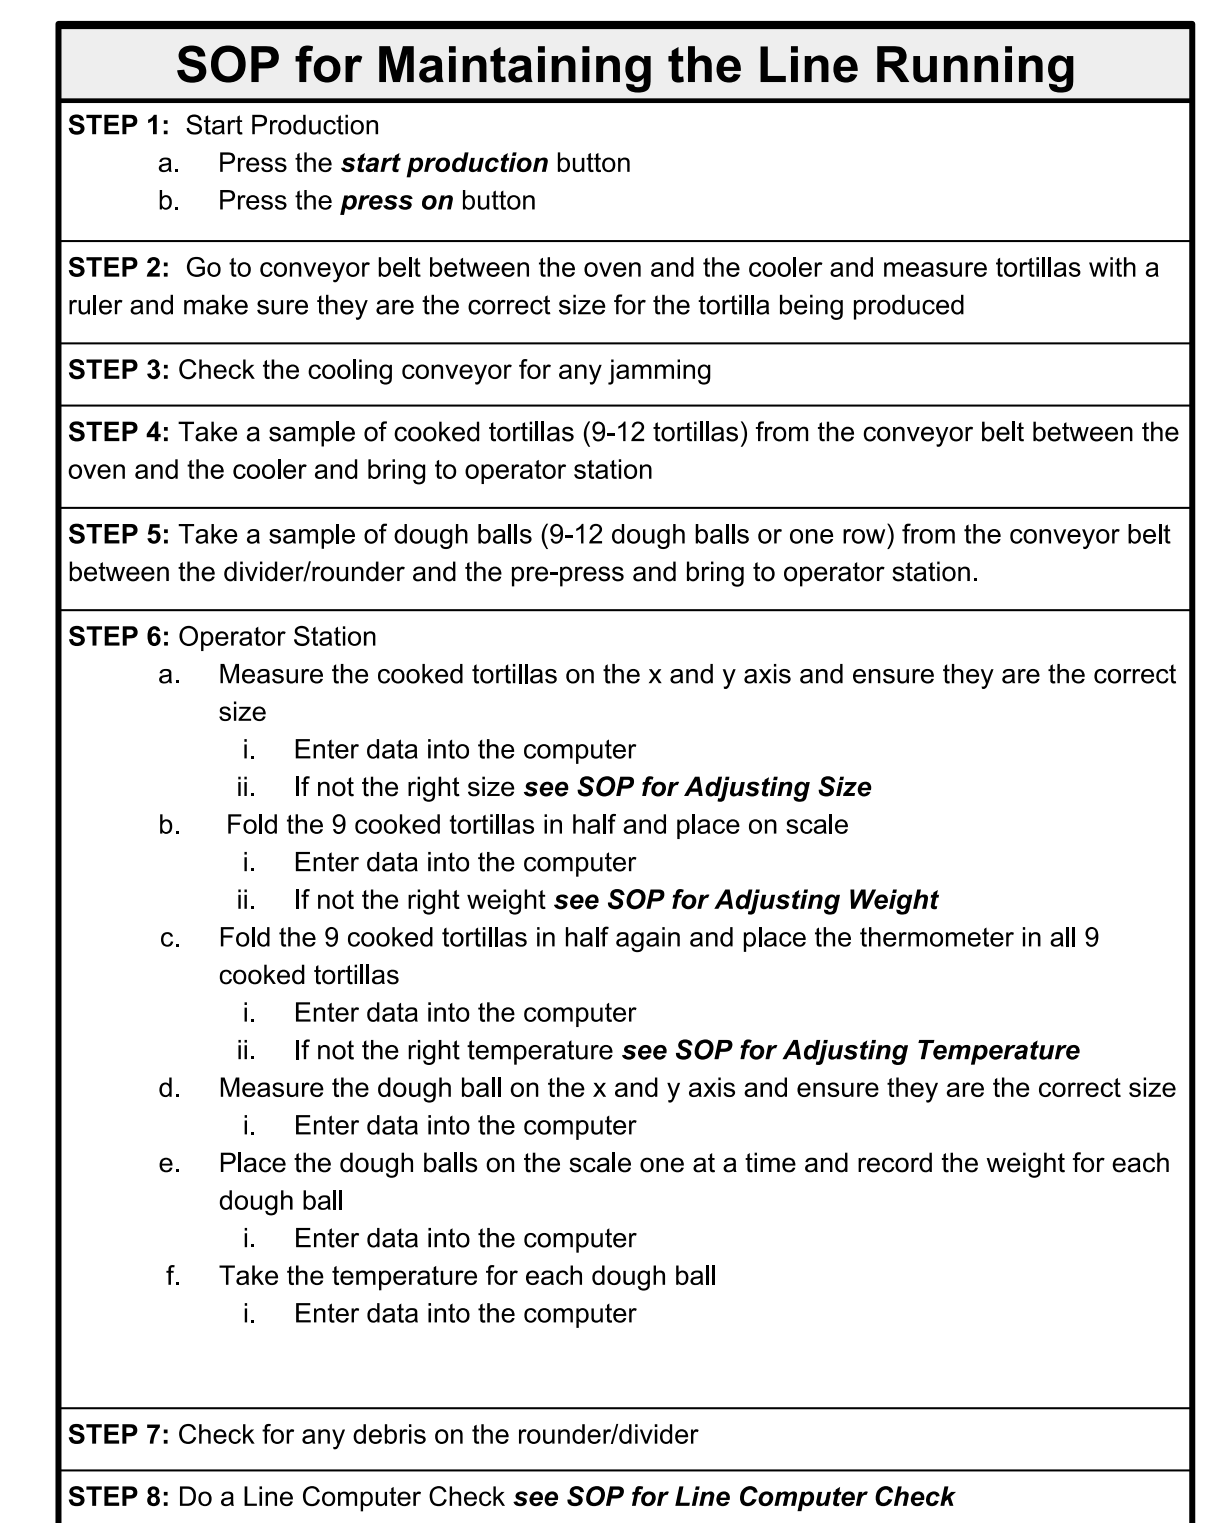 SOP for Maintaining the Line Running
STEP 1: Start Production
a. Press the start production button
b. Press the press on button
STEP 2: Go to conveyor belt between the oven and the cooler and measure tortillas with a
ruler and make sure they are the correct size for the tortilla being produced
STEP 3: Check the cooling conveyor for any jamming
STEP 4: Take a sample of cooked tortillas (9-12 tortillas) from the conveyor belt between the
oven and the cooler and bring to operator station
STEP 5: Take a sample of dough balls (9-12 dough balls or one row) from the conveyor belt
between the divider/rounder and the pre-press and bring to operator station.
STEP 6: Operator Station
a. Measure the cooked tortillas on the x and y axis and ensure they are the correct
size
i. Enter data into the computer
ii. If not the right size see SOP for Adjusting Size
b. Fold the 9 cooked tortillas in half and place on scale
i. Enter data into the computer
ii. If not the right weight see SOP for Adjusting Weight
c. Fold the 9 cooked tortillas in half again and place the thermometer in all 9
cooked tortillas
i. Enter data into the computer
ii. If not the right temperature see SOP for Adjusting Temperature
d. Measure the dough ball on the x and y axis and ensure they are the correct size
i. Enter data into the computer
e. Place the dough balls on the scale one at a time and record the weight for each
dough ball
i. Enter data into the computer
f. Take the temperature for each dough ball
i. Enter data into the computer
STEP 7: Check for any debris on the rounder/divider
STEP 8: Do a Line Computer Check see SOP for Line Computer Check